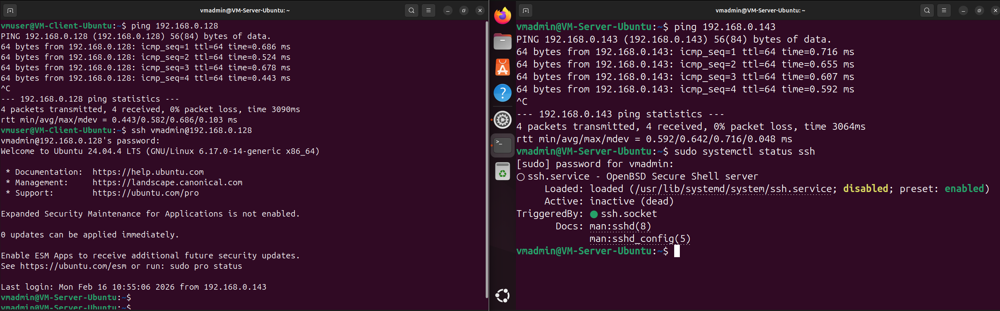 vmadmin@VM-Server-Ubuntu: ~
vmuser@VM-Client-Ubuntu:~$ ping 192.168.0.128
PING 192.168.0.128 (192.168.0.128) 56(84) bytes of data.
64 bytes from 192.168.0.128: icmp_seq=1 ttl=64 time=0.686 ms
64 bytes from 192.168.0.128: icmp_seq=2 ttl=64 time=0.524 ms
64 bytes from 192.168.0.128: icmp_seq=3 ttl=64 time=0.678 ms
64 bytes from 192.168.0.128: icmp_seq=4 ttl=64 time=0.443 ms
^C
--- 192.168.0.128 ping statistics ---
4 packets transmitted, 4 received, 0% packet loss, time 3090ms
rtt min/avg/max/mdev = 0.443/0.582/0.686/0.103 ms
vmuser@VM-Client-Ubuntu:~$ ssh vmadmin@192.168.0.128
vmadmin@192.168.0.128's password:
Welcome to Ubuntu 24.04.4 LTS (GNU/Linux 6.17.0-14-generic x86_64)
* Documentation:  https://help.ubuntu.com
* Management:     https://landscape.canonical.com
* Support:        https://ubuntu.com/pro
Expanded Security Maintenance for Applications is not enabled.
0 updates can be applied immediately.
Enable ESM Apps to receive additional future security updates.
See https://ubuntu.com/esm or run: sudo pro status
Last login: Mon Feb 16 10:55:06 2026 from 192.168.0.143
vmadmin@VM-Server-Ubuntu:~$
vmadmin@VM-Server-Ubuntu:~$
vmadmin@VM-Server-Ubuntu: ~
vmadmin@VM-Server-Ubuntu:~$ ping 192.168.0.143
PING 192.168.0.143 (192.168.0.143) 56(84) bytes of data.
64 bytes from 192.168.0.143: icmp_seq=1 ttl=64 time=0.716 ms
64 bytes from 192.168.0.143: icmp_seq=2 ttl=64 time=0.655 ms
64 bytes from 192.168.0.143: icmp_seq=3 ttl=64 time=0.607 ms
64 bytes from 192.168.0.143: icmp_seq=4 ttl=64 time=0.592 ms
^C
--- 192.168.0.143 ping statistics ---
4 packets transmitted, 4 received, 0% packet loss, time 3064ms
rtt min/avg/max/mdev = 0.592/0.642/0.716/0.048 ms
vmadmin@VM-Server-Ubuntu:~$ sudo systemctl status ssh
[sudo] password for vmadmin:
○ ssh.service - OpenBSD Secure Shell server
Loaded: loaded (/usr/lib/systemd/system/ssh.service; disabled; preset: enabled)
Active: inactive (dead)
TriggeredBy: ● ssh.socket
Docs: man:sshd(8)
man:sshd_config(5)
vmadmin@VM-Server-Ubuntu:~$